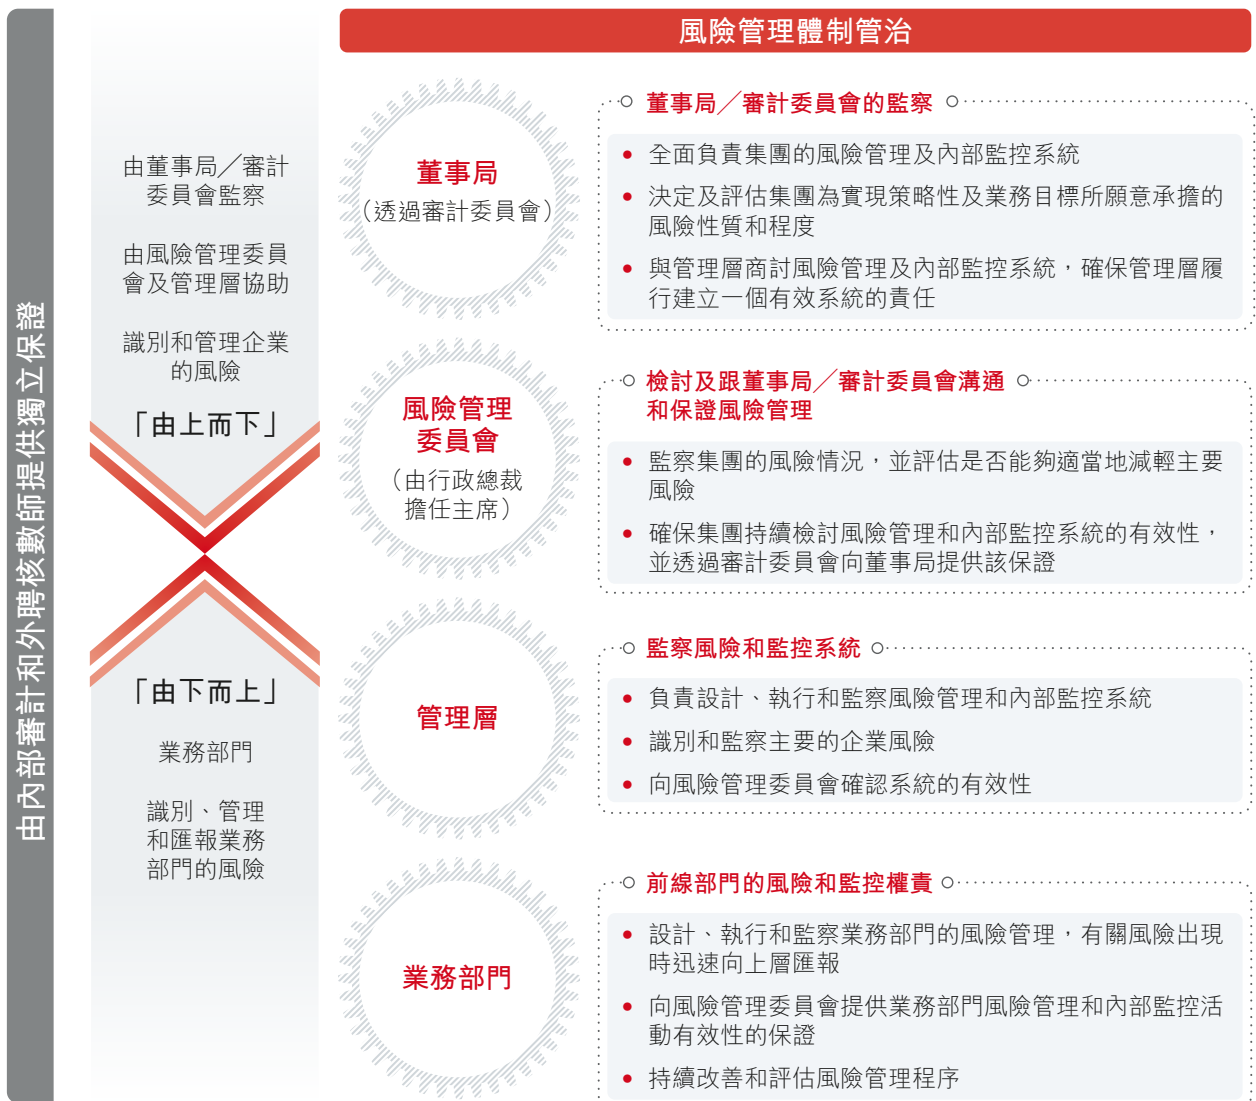 由內部審計和外聘核數師提供獨立保證
由董事局／審計
委員會監察
由風險管理委員
會及管理層協助
識別和管理企業
的風險
「由上而下」
「由下而上」
業務部門
識別、管理
和匯報業務
部門的風險
風險管理體制管治
董事局
（透過審計委員會）
董事局／審計委員會的監察
• 全面負責集團的風險管理及內部監控系統
• 決定及評估集團為實現策略性及業務目標所願意承擔的
風險性質和程度
• 與管理層商討風險管理及內部監控系統，確保管理層履
行建立一個有效系統的責任
風險管理
委員會
（由行政總裁
擔任主席）
檢討及跟董事局／審計委員會溝通
和保證風險管理
• 監察集團的風險情況，並評估是否能夠適當地減輕主要
風險
• 確保集團持續檢討風險管理和內部監控系統的有效性，
並透過審計委員會向董事局提供該保證
管理層
監察風險和監控系統
• 負責設計、執行和監察風險管理和內部監控系統
• 識別和監察主要的企業風險
• 向風險管理委員會確認系統的有效性
業務部門
前線部門的風險和監控權責
• 設計、執行和監察業務部門的風險管理，有關風險出現
時迅速向上層匯報
• 向風險管理委員會提供業務部門風險管理和內部監控活
動有效性的保證
• 持續改善和評估風險管理程序